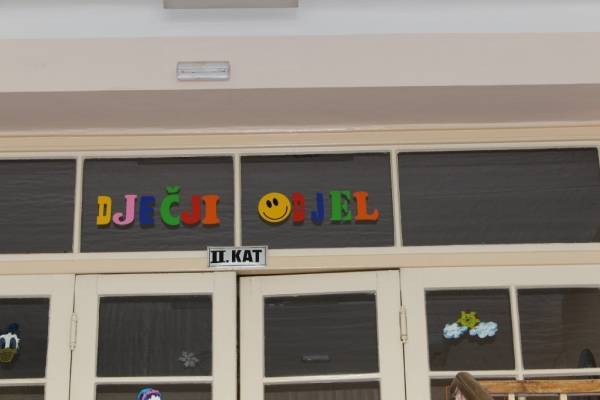 DJEČJI ODJEL
II. KAT